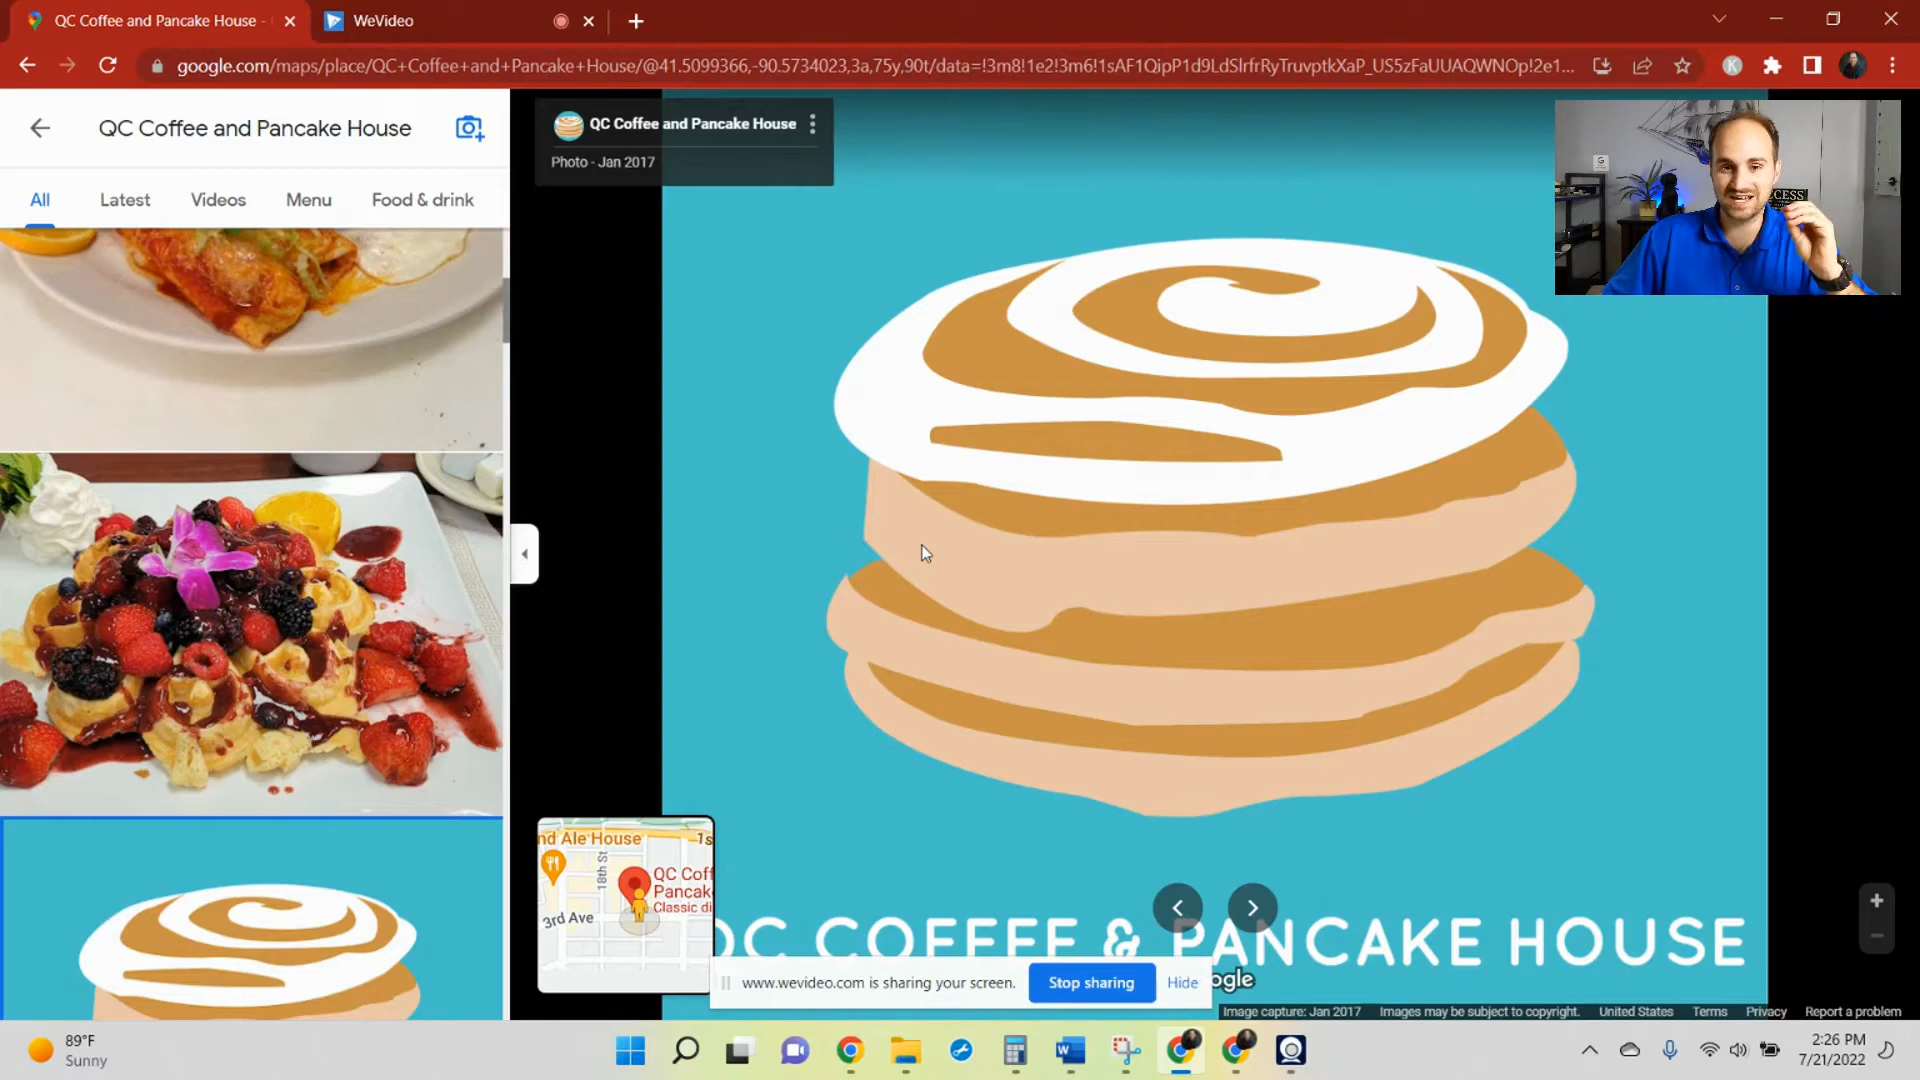 QC Coffee and Pancake House -
WeVideo
google.com/maps/place/QC+Coffee+and+Pancake+House/@41.5099366,-90.5734023,3a,75y,90t/data=!3m8!1e2!3m6!1sAF1QipP1d9LdSlrfrRyTruvptkXaP_US5zFaUUAQWNOp!2e1...
K
QC Coffee and Pancake House
All Latest Videos Menu Food & drink
QC Coffee and Pancake House
Photo - Jan 2017
CCESS
nd Ale House
1s
18th St
QC Coff
Pancak
Classic di
3rd Ave
QC COFFEE & PANCAKE HOUSE
www.wevideo.com is sharing your screen. Stop sharing Hide
ogle
Image capture: Jan 2017 Images may be subject to copyright. United States Terms Privacy Report a problem
89°F
Sunny
2:26 PM
7/21/2022